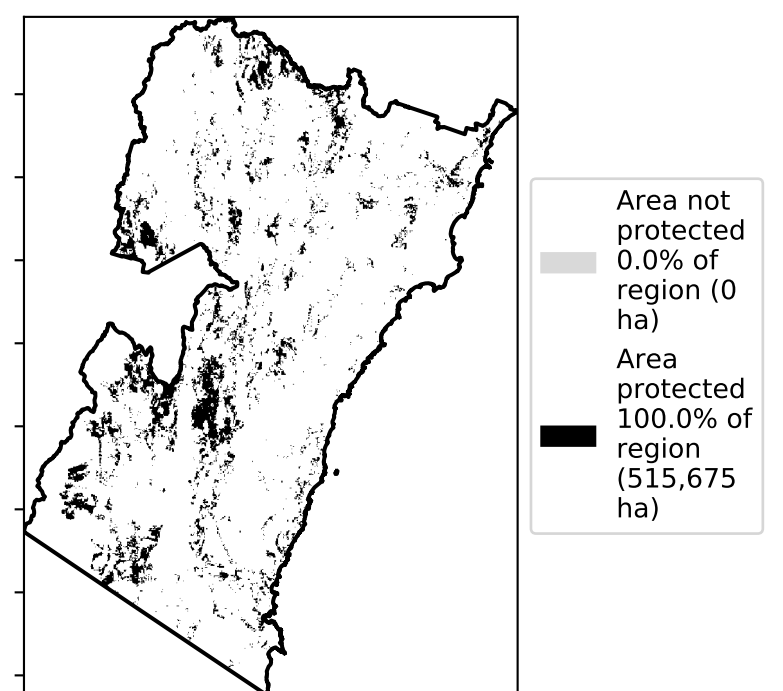 Area not
protected
0.0% of
region (0
ha)
Area
protected
100.0% of
region
(515,675
ha)